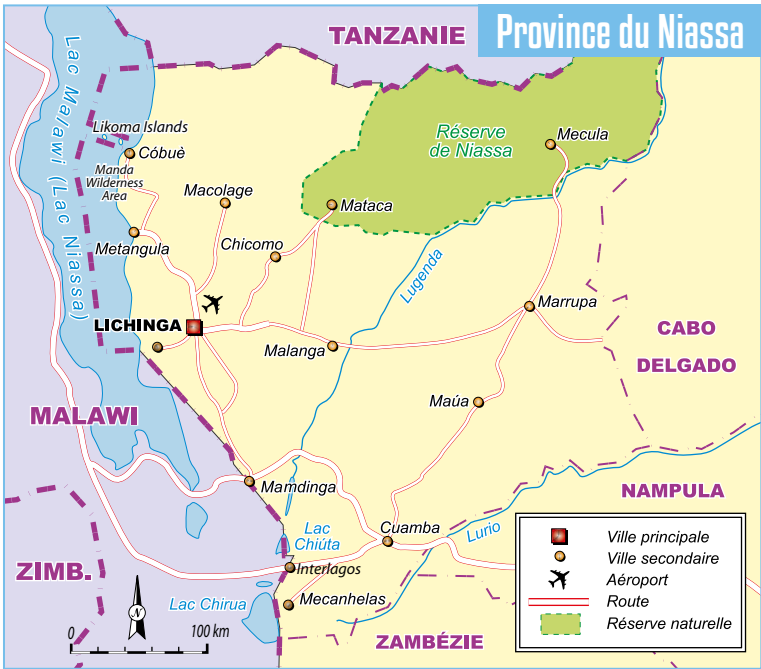 Province du Niassa
TANZANIE
Lac Malawi (Lac Niassa)
Likoma Islands
Cóbuè
Manda
Wilderness
Area
Macolage
Réserve
de Niassa
Mecula
Mataca
Metangula
Chicomo
Lugenda
LICHINGA
Marrupa
Malanga
CABO
DELGADO
MALAWI
Maúa
Mamdinga
NAMPULA
Cuamba
Lurio
Lac
Chiúta
Interlagos
ZIMB.
Lac Chirua
Mecanhelas
ZAMBÉZIE
N
0
100 km
Ville principale
Ville secondaire
Aéroport
Route
Réserve naturelle